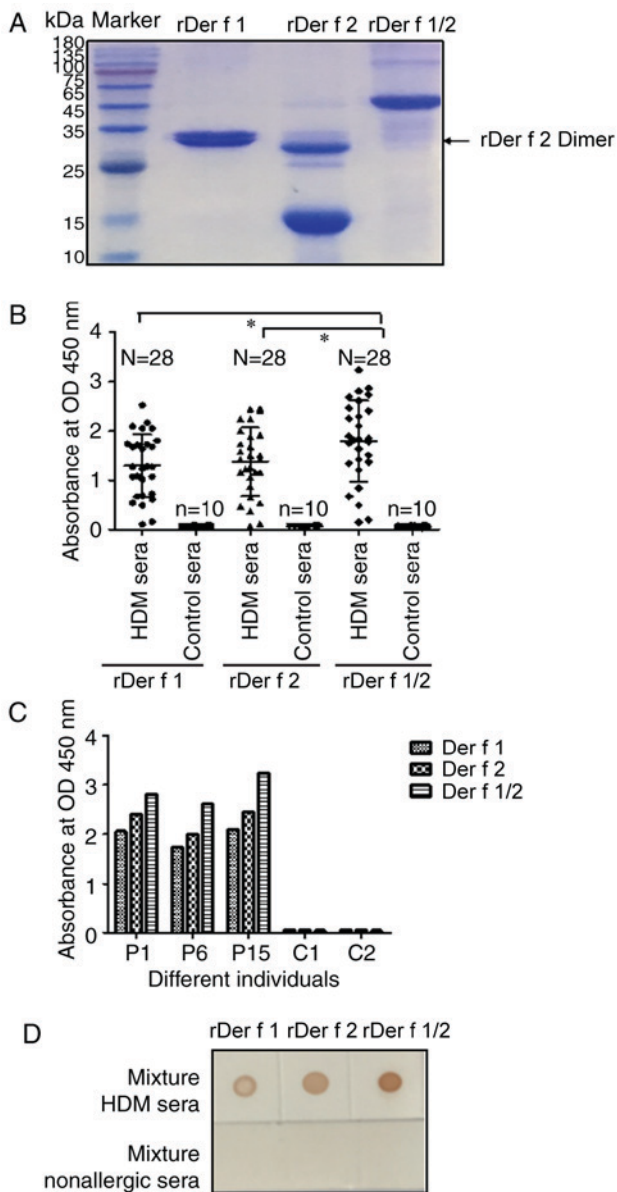 A
kDa Marker rDer f 1 rDer f 2 rDer f 1/2
180
135
100
75
65
45
35
25
15
10
rDer f 2 Dimer
B
Absorbance at OD 450 nm
4
3
2
1
0
* *
N=28 N=28 N=28
n=10 n=10 n=10
HDM sera Control sera HDM sera Control sera HDM sera Control sera
rDer f 1 rDer f 2 rDer f 1/2
C
Absorbance at OD 450 nm
4
3
2
1
0
Der f 1
Der f 2
Der f 1/2
P1 P6 P15 C1 C2
Different individuals
D
rDer f 1 rDer f 2 rDer f 1/2
Mixture
HDM sera
Mixture
nonallergic sera